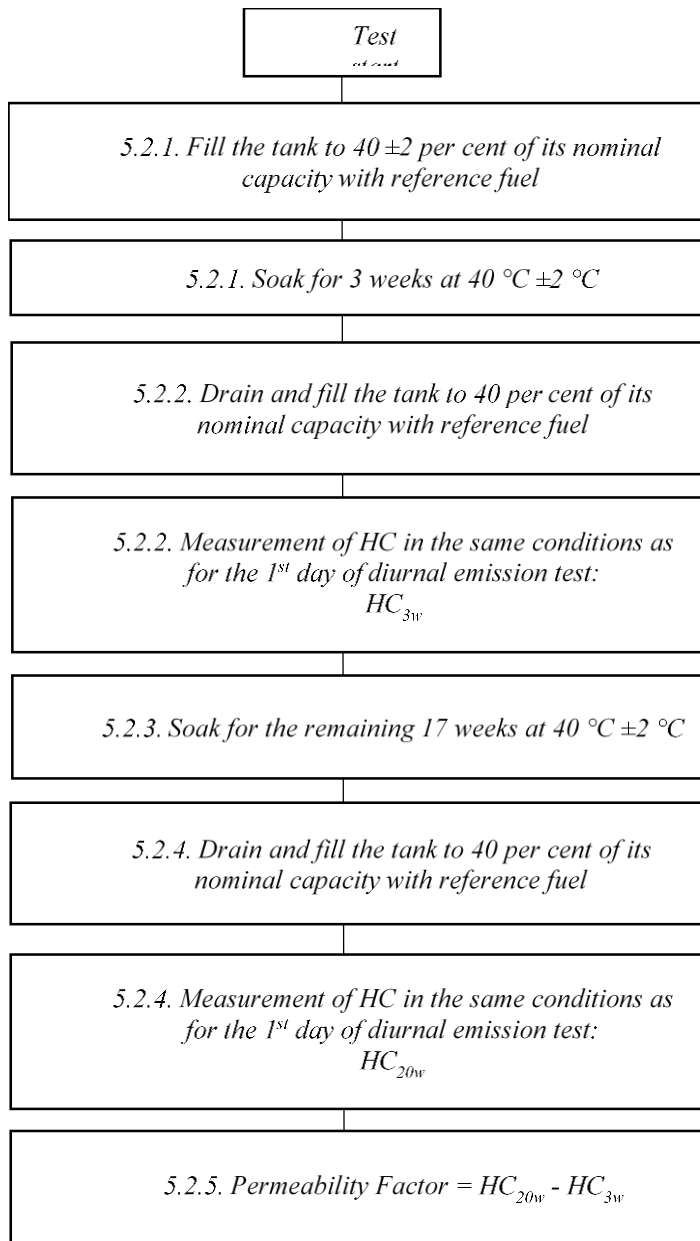 Test
5.2.1. Fill the tank to 40 ±2 per cent of its nominal
capacity with reference fuel
5.2.1. Soak for 3 weeks at 40 °C ±2 °C
5.2.2. Drain and fill the tank to 40 per cent of its
nominal capacity with reference fuel
5.2.2. Measurement of HC in the same conditions as
for the 1st day of diurnal emission test:
HC3w
5.2.3. Soak for the remaining 17 weeks at 40 °C ±2 °C
5.2.4. Drain and fill the tank to 40 per cent of its
nominal capacity with reference fuel
5.2.4. Measurement of HC in the same conditions as
for the 1st day of diurnal emission test:
HC20w
5.2.5. Permeability Factor = HC20w - HC3w